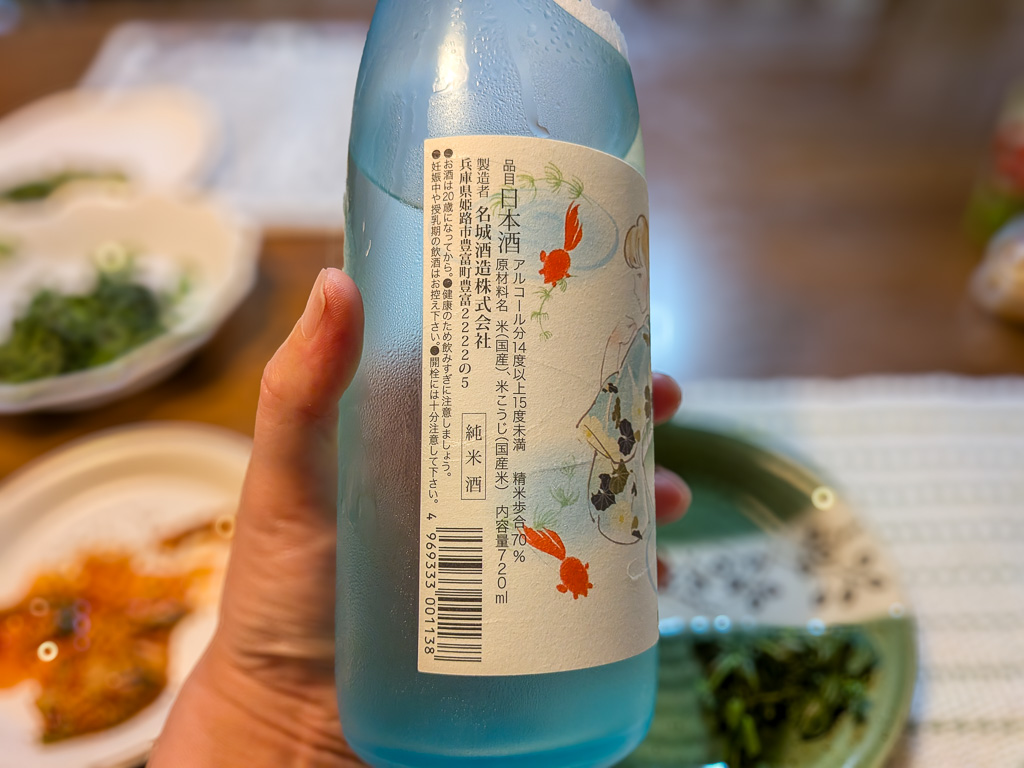 品目 日本酒
アルコール分14度以上15度未満 精米歩合70%
原材料名 米(国産)、米こうじ(国産米) 内容量720ml
製造者 名城酒造株式会社
兵庫県姫路市豊富町豊富2222の5
純米酒
●お酒は20歳になってから。●健康のため飲みすぎに注意しましょう。
●妊娠中や授乳期の飲酒はお控え下さい。●開栓には十分注意して下さい。
4 969333 001138